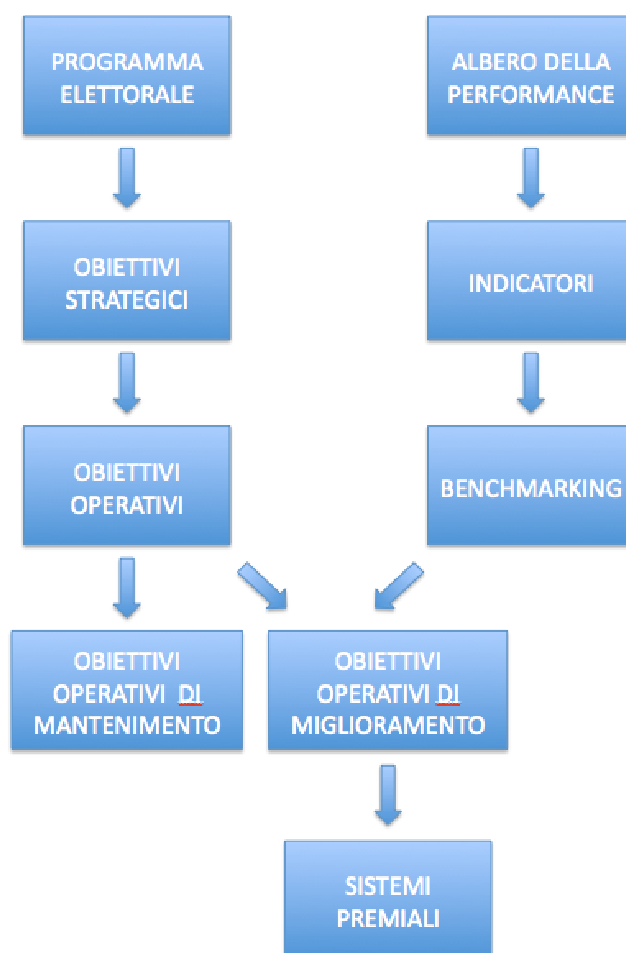 PROGRAMMA
ELETTORALE
ALBERO DELLA
PERFORMANCE
OBIETTIVI
STRATEGICI
INDICATORI
OBIETTIVI
OPERATIVI
BENCHMARKING
OBIETTIVI
OPERATIVI DI
MANTENIMENTO
OBIETTIVI
OPERATIVI DI
MIGLIORAMENTO
SISTEMI
PREMIALI